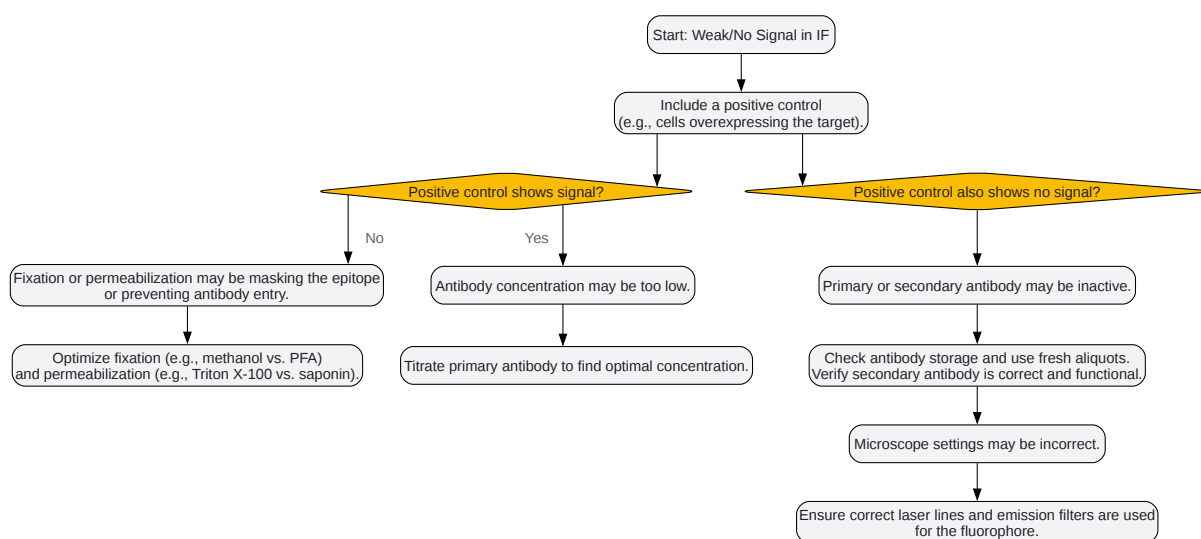 Start: Weak/No Signal in IF
Include a positive control
(e.g., cells overexpressing the target).
Positive control shows signal?
Positive control also shows no signal?
No
Yes
Fixation or permeabilization may be masking the epitope
or preventing antibody entry.
Antibody concentration may be too low.
Primary or secondary antibody may be inactive.
Optimize fixation (e.g., methanol vs. PFA)
and permeabilization (e.g., Triton X-100 vs. saponin).
Titrate primary antibody to find optimal concentration.
Check antibody storage and use fresh aliquots.
Verify secondary antibody is correct and functional.
Microscope settings may be incorrect.
Ensure correct laser lines and emission filters are used
for the fluorophore.